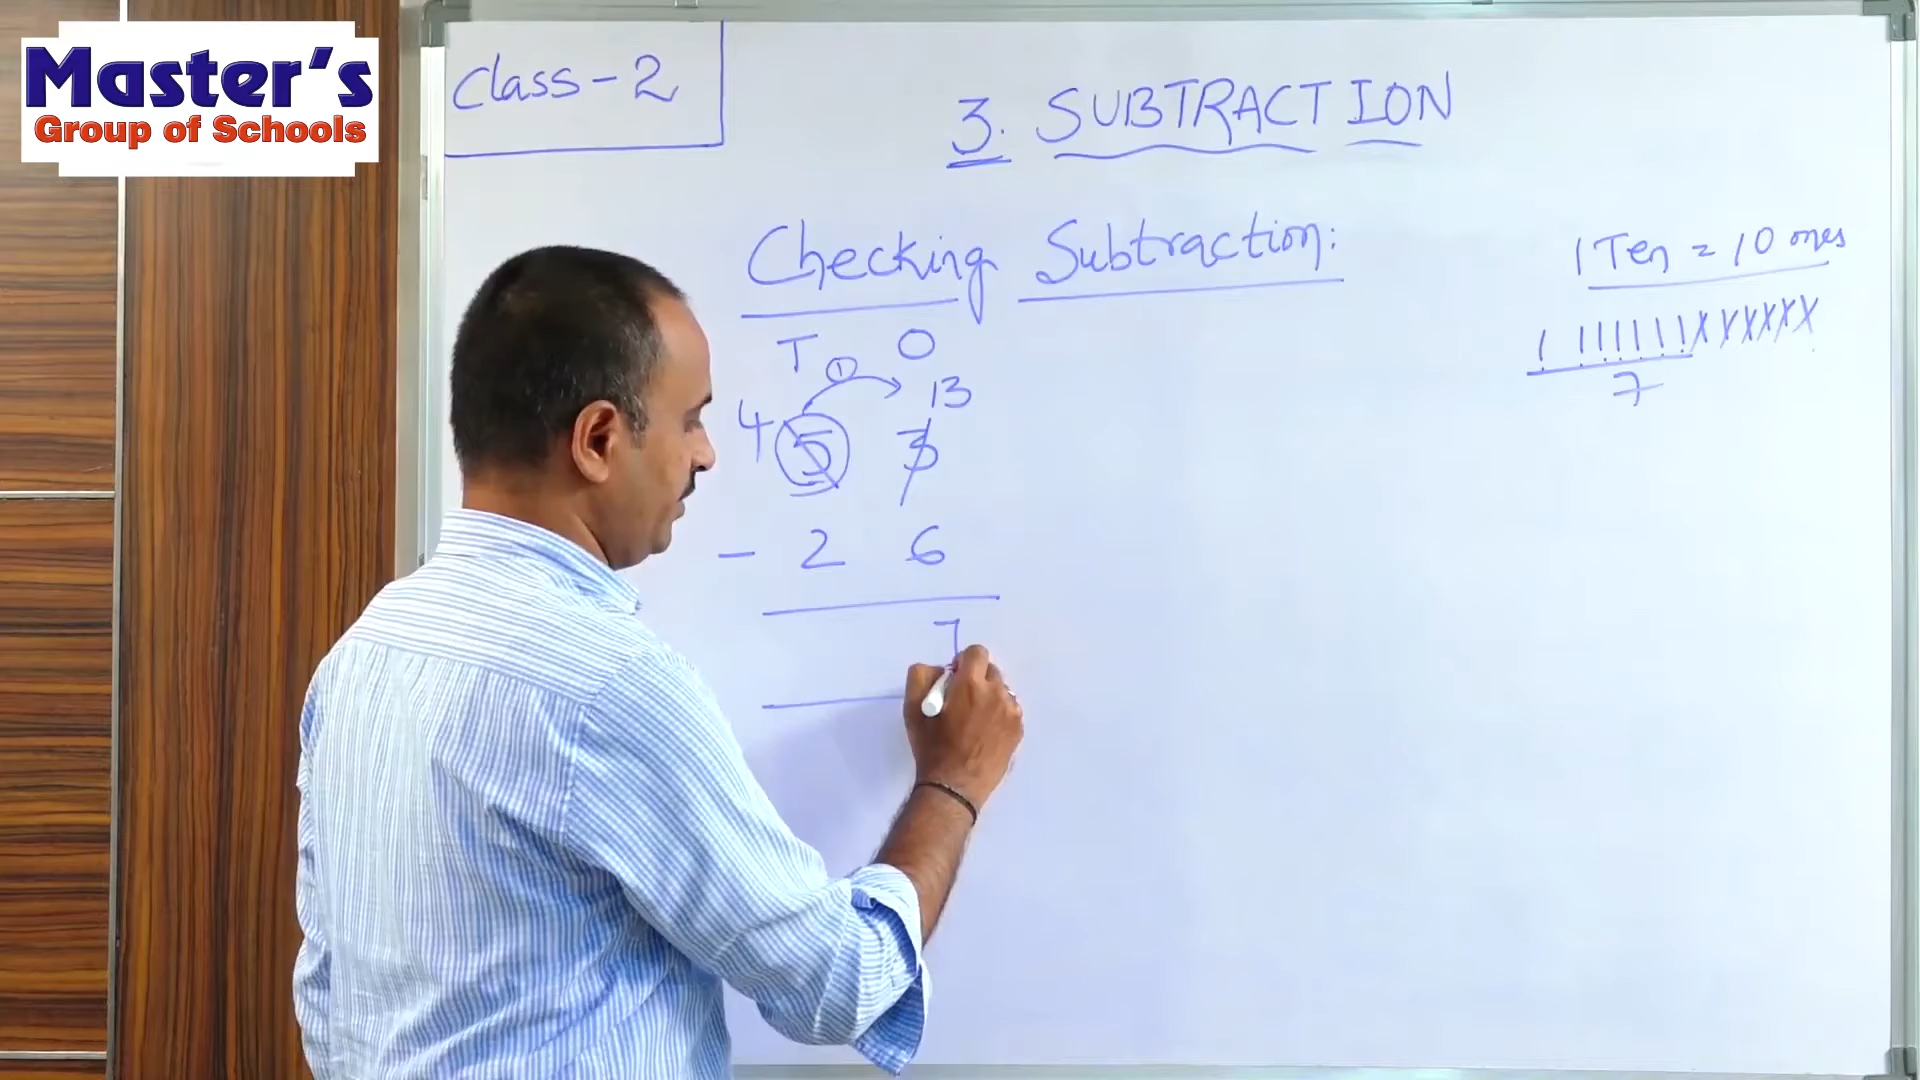 Master's
Group of Schools
Class-2
3. SUBTRACTION
Checking Subtraction:
1 Ten = 10 ones
7
T O
1
13
4 5 3
- 2 6
7